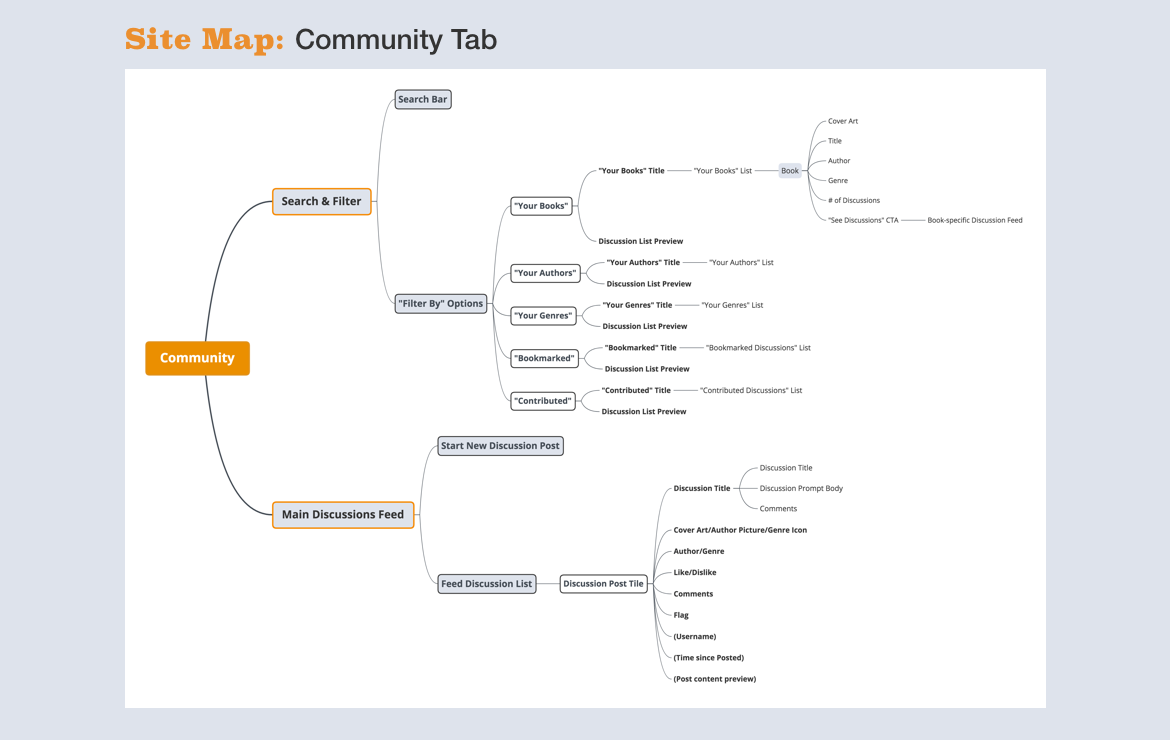 Site Map: Community Tab
Search Bar
Cover Art
Title
Author
Genre
# of Discussions
"See Discussions" CTA
Book-specific Discussion Feed
"Your Books" Title
"Your Books" List
Book
Search & Filter
"Your Books"
Discussion List Preview
"Your Authors" Title
"Your Authors" List
"Your Authors"
Discussion List Preview
"Filter By" Options
"Your Genres" Title
"Your Genres" List
"Your Genres"
Discussion List Preview
"Bookmarked" Title
"Bookmarked Discussions" List
"Bookmarked"
Discussion List Preview
Community
"Contributed" Title
"Contributed Discussions" List
"Contributed"
Discussion List Preview
Start New Discussion Post
Discussion Title
Discussion Title
Discussion Prompt Body
Comments
Main Discussions Feed
Cover Art/Author Picture/Genre Icon
Author/Genre
Like/Dislike
Feed Discussion List
Discussion Post Tile
Comments
Flag
(Username)
(Time since Posted)
(Post content preview)